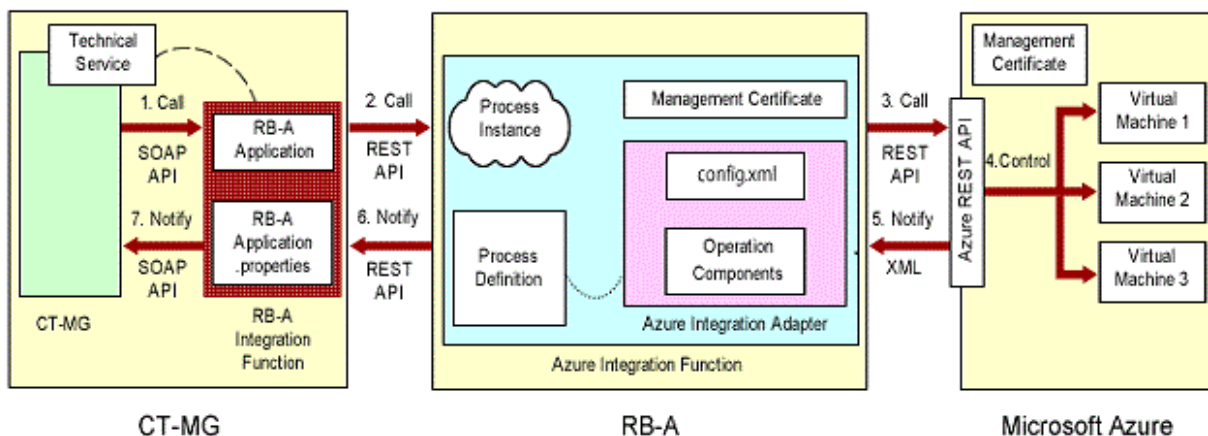 Technical
Service
1. Call
SOAP
API
7. Notify
SOAP
API
RB-A
Application
RB-A
Application
.properties
CT-MG
RB-A
Integration
Function
2. Call
REST
API
6. Notify
REST
API
Process
Instance
Management Certificate
config.xml
Process
Definition
Operation
Components
Azure Integration Adapter
Azure Integration Function
3. Call
REST
API
5. Notify
XML
Azure REST API
Management
Certificate
4.Control
Virtual
Machine 1
Virtual
Machine 2
Virtual
Machine 3
CT-MG
RB-A
Microsoft Azure